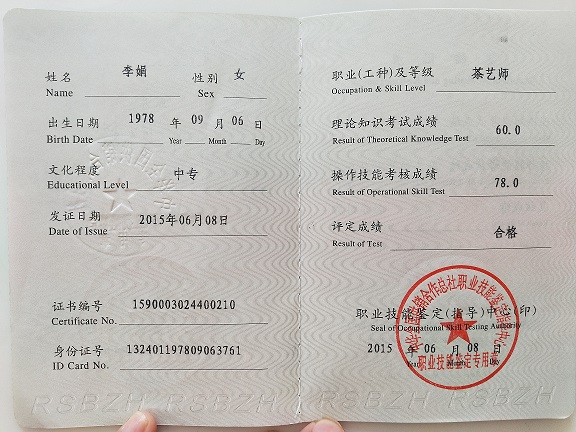 姓名 李娟 性别 女
Name Sex
出生日期 1978 年 09 月 06 日
Birth Date Year Month Day
文化程度 中专
Educational Level
发证日期 2015年06月08日
Date of Issue
证书编号 1590003024400210
Certificate No.
身份证号 132401197809063761
ID Card No.
RSBZH RSBZH
职业(工种)及等级 茶艺师
Occupation & Skill Level
理论知识考试成绩 60.0
Result of Theoretical Knowledge Test
操作技能考核成绩 78.0
Result of Operational Skill Test
评定成绩 合格
Result of Test
职业技能鉴定(指导)中心(印)
Seal of Occupational Skill Testing Authority
2015 年 06 月 08 日
Year Month Day
职业技能鉴定专用章
RSBZH RSBZH